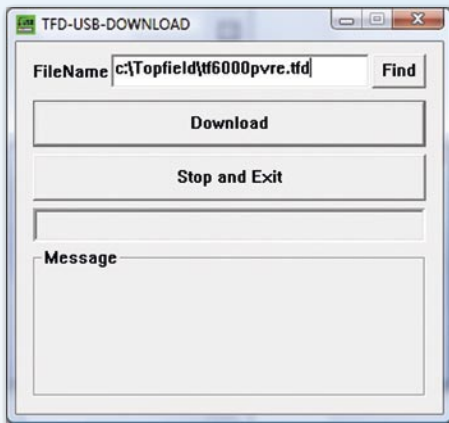 TFD-USB-DOWNLOAD
FileName c:\Topfield\tf6000pvre.tfd Find
Download
Stop and Exit
Message